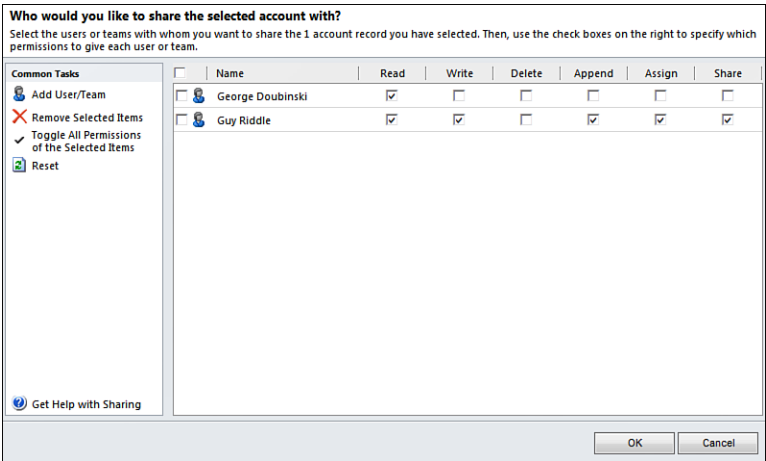 Who would you like to share the selected account with?
Select the users or teams with whom you want to share the 1 account record you have selected. Then, use the check boxes on the right to specify which
permissions to give each user or team.
Common Tasks
Add User/Team
Remove Selected Items
Toggle All Permissions
of the Selected Items
Reset
Get Help with Sharing
Name Read Write Delete Append Assign Share
George Doubinski
Guy Riddle
OK Cancel